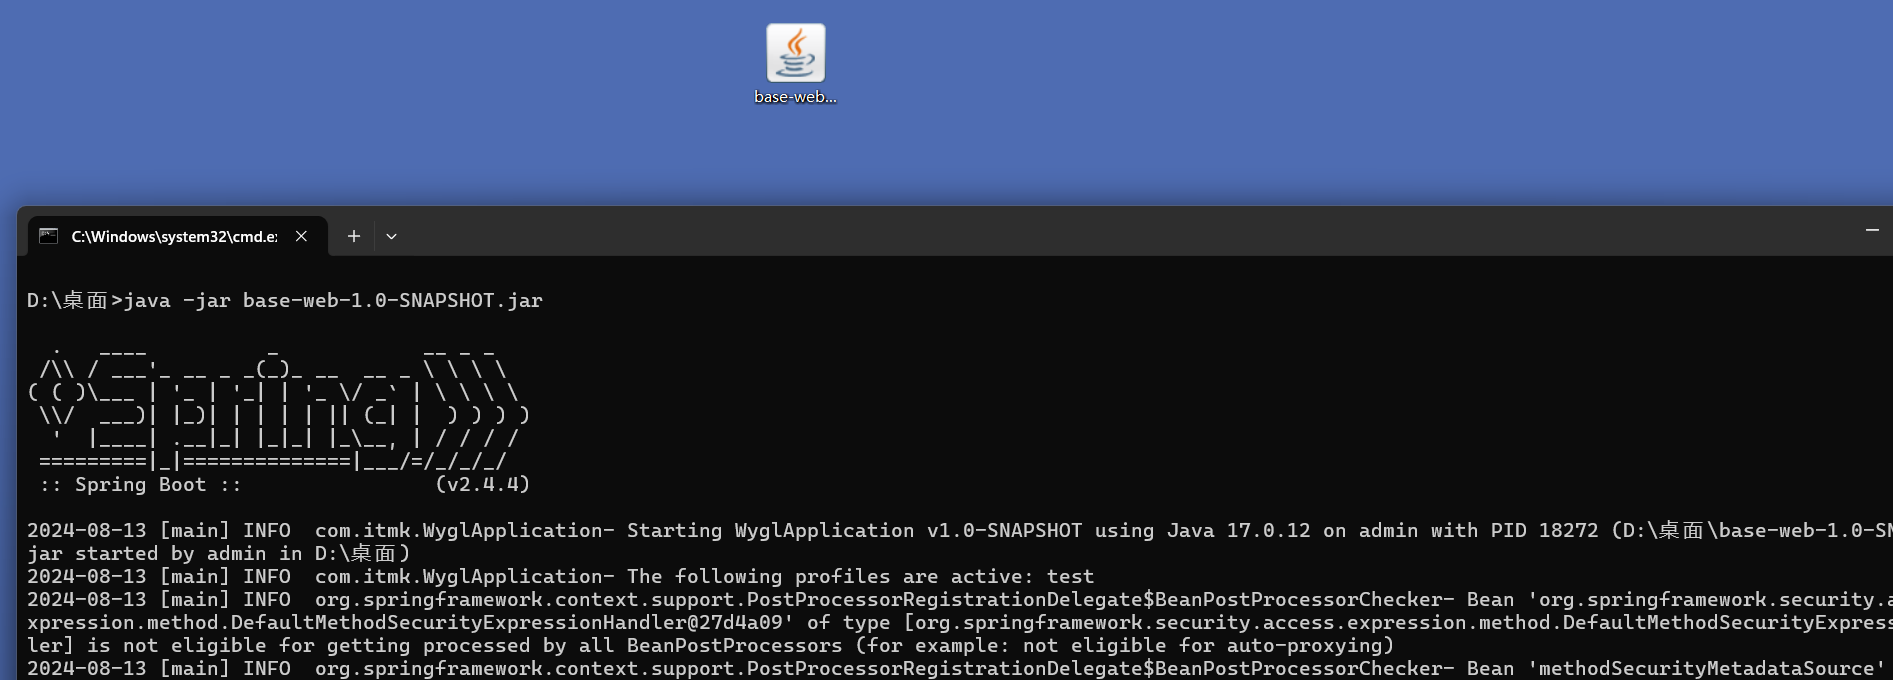 base-web...
C:\Windows\system32\cmd.e
D:\桌面>java -jar base-web-1.0-SNAPSHOT.jar
  .   ____          _            __ _ _
 /\\ / ___'_ __ _ _(_)_ __  __ _ \ \ \ \
( ( )\___ | '_ | '_| | '_ \/ _` | \ \ \ \
 \\/  ___)| |_)| | | | | || (_| |  ) ) ) )
  '  |____| .__|_| |_|_| |_\__, | / / / /
 =========|_|==============|___/=/_/_/_/
 :: Spring Boot ::                (v2.4.4)
2024-08-13 [main] INFO  com.itmk.WyglApplication- Starting WyglApplication v1.0-SNAPSHOT using Java 17.0.12 on admin with PID 18272 (D:\桌面\base-web-1.0-SN
jar started by admin in D:\桌面)
2024-08-13 [main] INFO  com.itmk.WyglApplication- The following profiles are active: test
2024-08-13 [main] INFO  org.springframework.context.support.PostProcessorRegistrationDelegate$BeanPostProcessorChecker- Bean 'org.springframework.security.a
xpression.method.DefaultMethodSecurityExpressionHandler@27d4a09' of type [org.springframework.security.access.expression.method.DefaultMethodSecurityExpress
ler] is not eligible for getting processed by all BeanPostProcessors (for example: not eligible for auto-proxying)
2024-08-13 [main] INFO  org.springframework.context.support.PostProcessorRegistrationDelegate$BeanPostProcessorChecker- Bean 'methodSecurityMetadataSource'